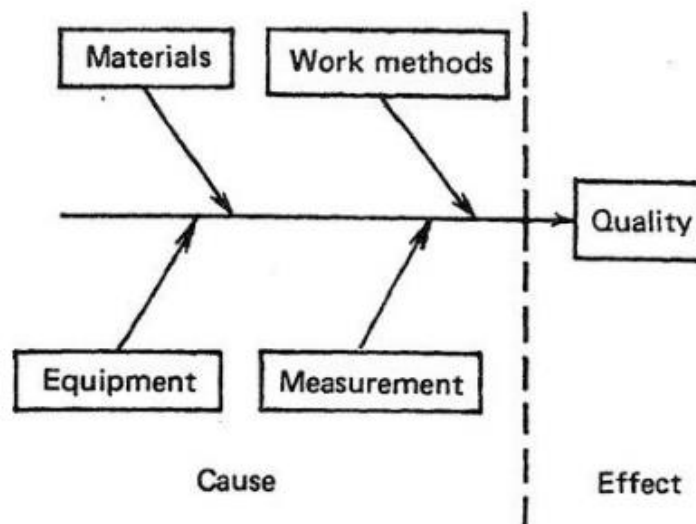 Materials
Work methods
Quality
Equipment
Measurement
Cause
Effect